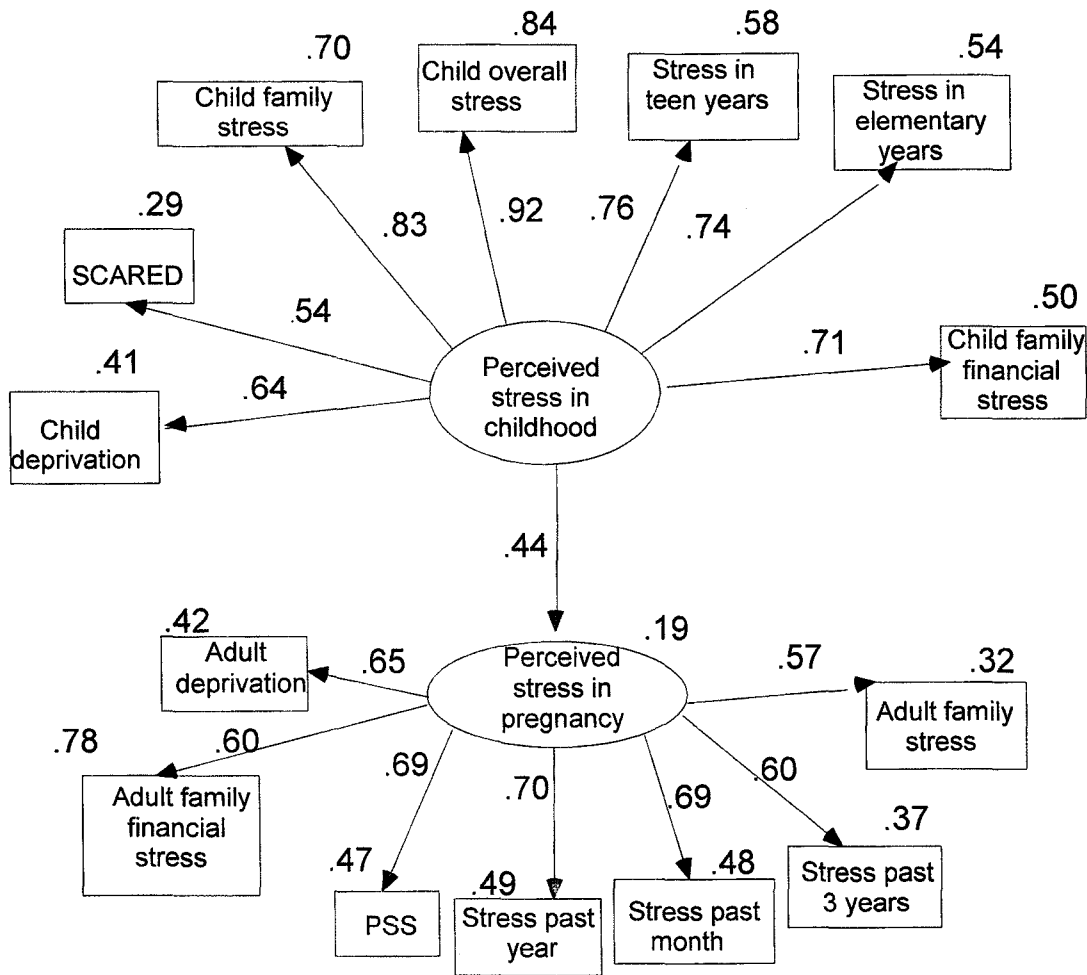 .84
.70
.58
.54
Child overall
stress
Stress in
teen years
Child family
stress
Stress in
elementary
years
.29
.83
.92
.76
.74
SCARED
.54
.50
.41
.71
Child family
financial
stress
Perceived
stress in
childhood
.64
Child
deprivation
.44
.42
.19
Adult
deprivation
.65
Perceived
stress in
pregnancy
.57
.32
Adult family
stress
.78
.60
Adult family
financial
stress
.69
.70
.69
.60
.37
.47
.49
.48
Stress past
3 years
PSS
Stress past
year
Stress past
month